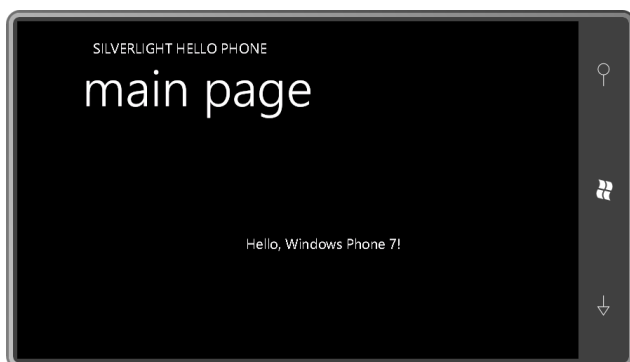 SILVERLIGHT HELLO PHONE
main page
Hello, Windows Phone 7!